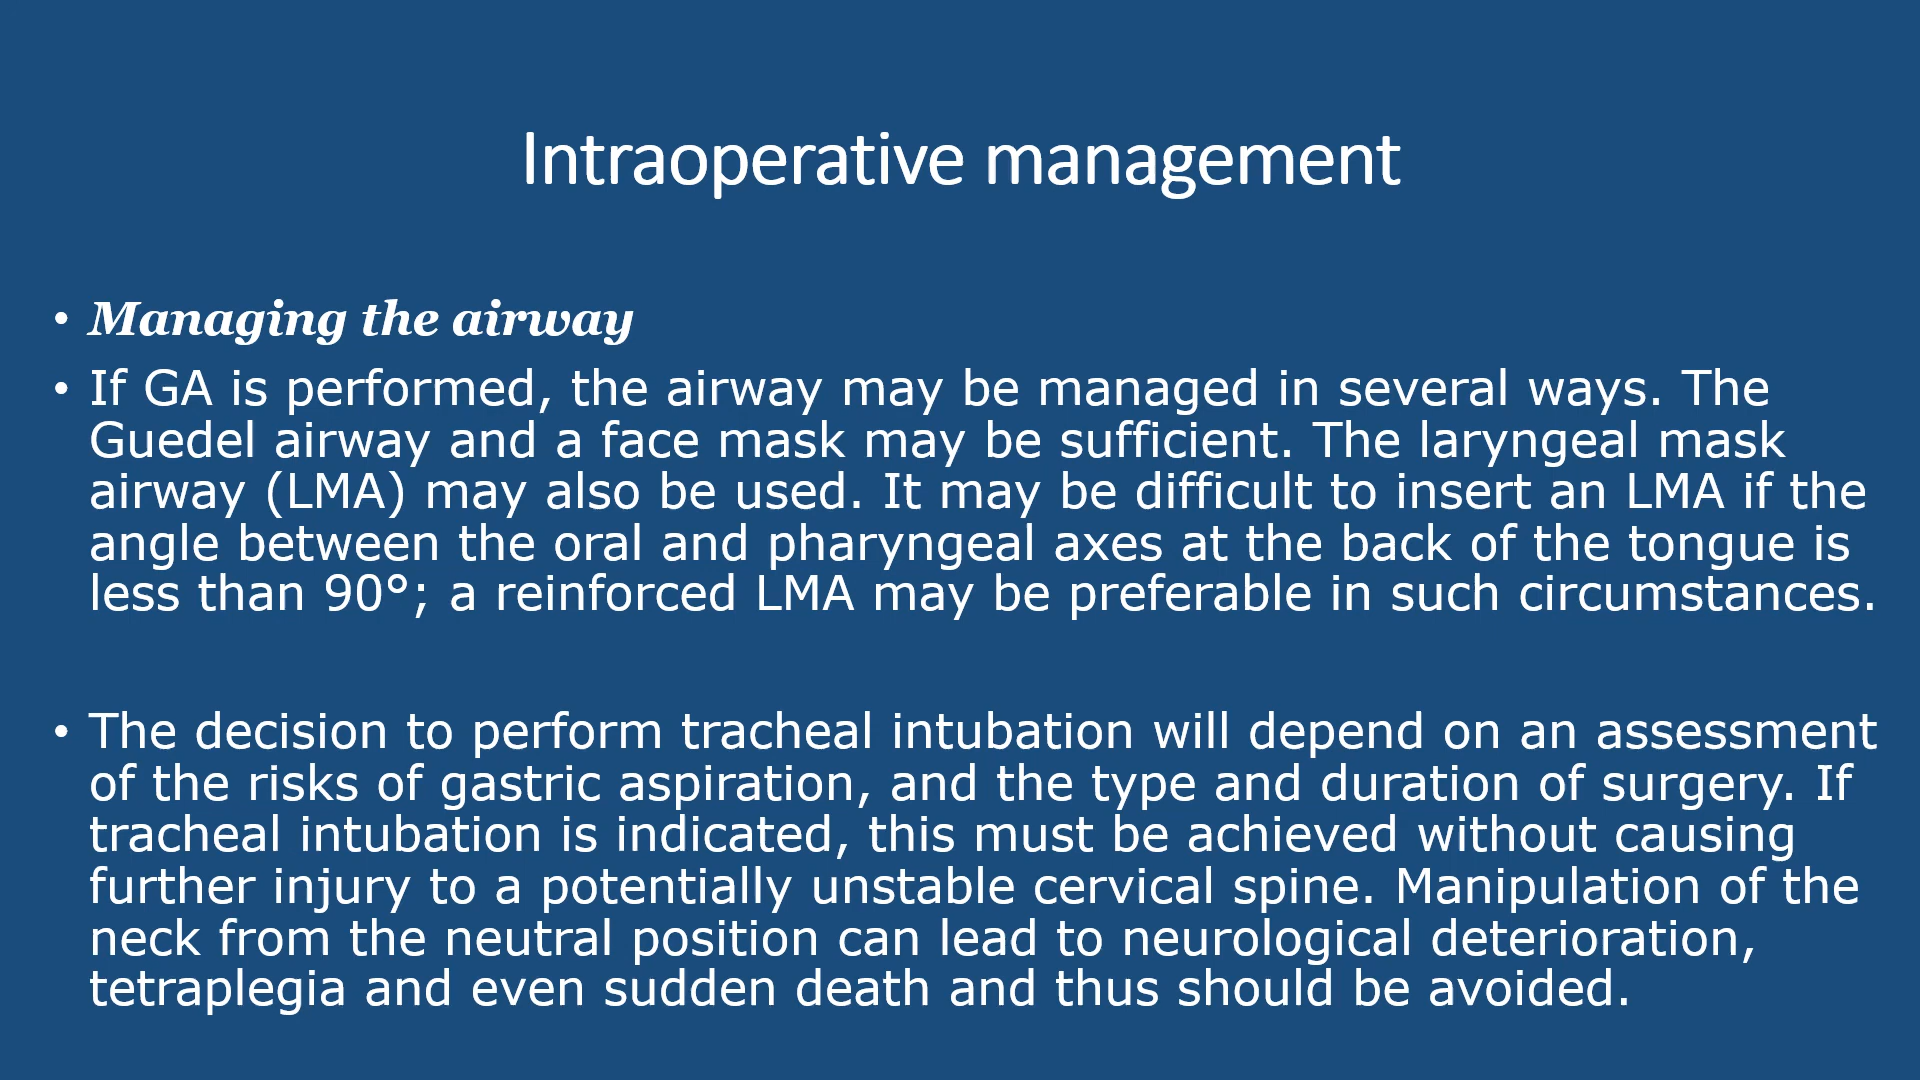 Intraoperative management
• Managing the airway
• If GA is performed, the airway may be managed in several ways. The
Guedel airway and a face mask may be sufficient. The laryngeal mask
airway (LMA) may also be used. It may be difficult to insert an LMA if the
angle between the oral and pharyngeal axes at the back of the tongue is
less than 90°; a reinforced LMA may be preferable in such circumstances.
• The decision to perform tracheal intubation will depend on an assessment
of the risks of gastric aspiration, and the type and duration of surgery. If
tracheal intubation is indicated, this must be achieved without causing
further injury to a potentially unstable cervical spine. Manipulation of the
neck from the neutral position can lead to neurological deterioration,
tetraplegia and even sudden death and thus should be avoided.